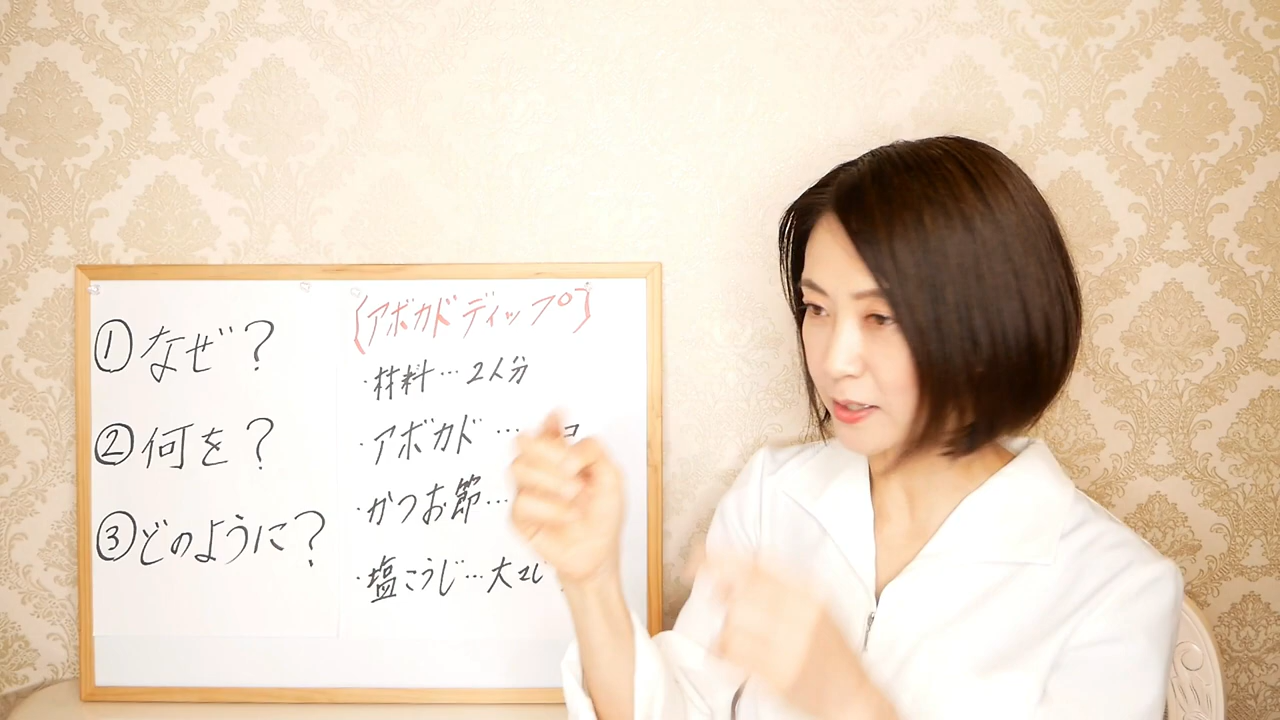 ①なぜ?
②何を?
③どのように?
{アボカドディップ}
・材料…2人分
・アボカド…コ
・かつお節…
・塩こうじ…大2